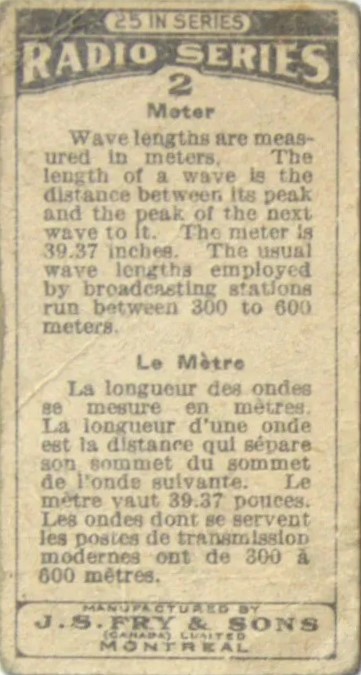 25 IN SERIES
RADIO SERIES
2
Meter
Wave lengths are meas-
ured in meters. The
length of a wave is the
distance between its peak
and the peak of the next
wave to it. The meter is
39.37 inches. The usual
wave lengths employed
by broadcasting stations
run between 300 to 600
meters.
Le Mètre
La longueur des ondes
se mesure en mètres.
La longueur d'une onde
est la distance qui sépare
son sommet du sommet
de l'onde suivante. Le
mètre vaut 39.37 pouces.
Les ondes dont se servent
les postes de transmission
modernes ont de 300 à
600 mètres.
MANUFACTURED BY
J. S. FRY & SONS
(CANADA) LIMITED
MONTREAL